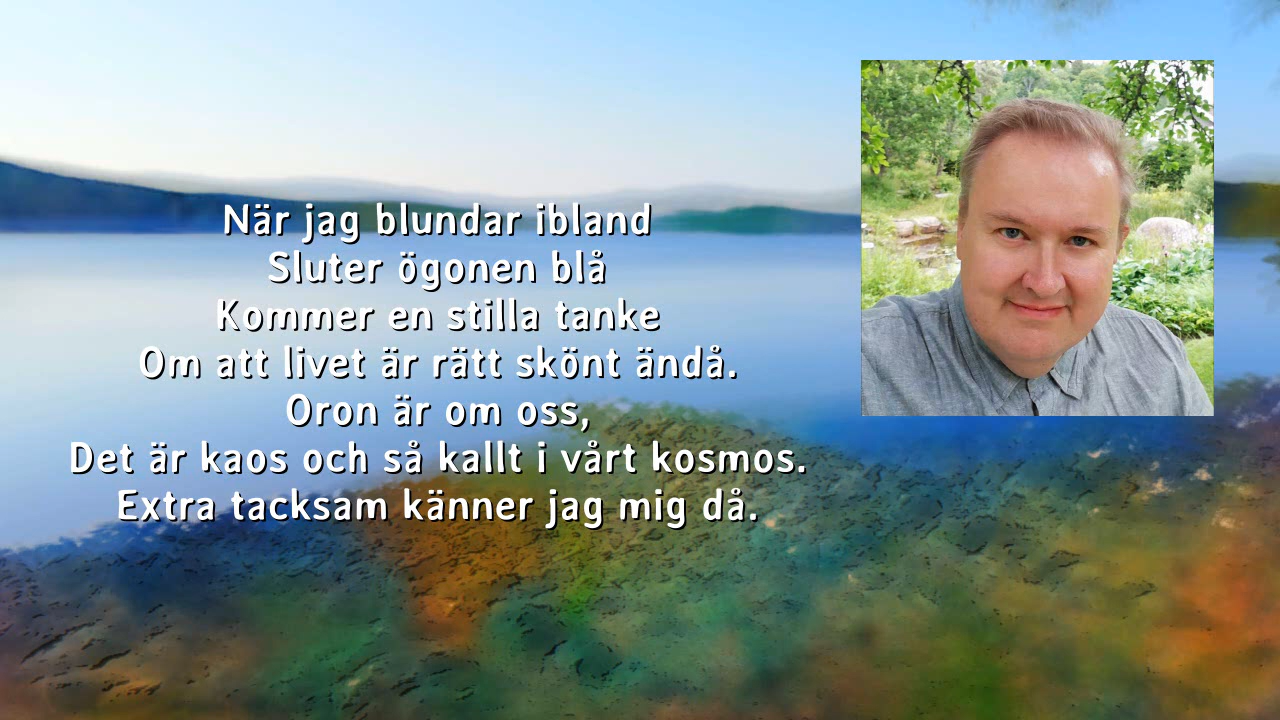 När jag blundar ibland
Sluter ögonen blå
Kommer en stilla tanke
Om att livet är rätt skönt ändå.
Oron är om oss,
Det är kaos och så kallt i vårt kosmos.
Extra tacksam känner jag mig då.